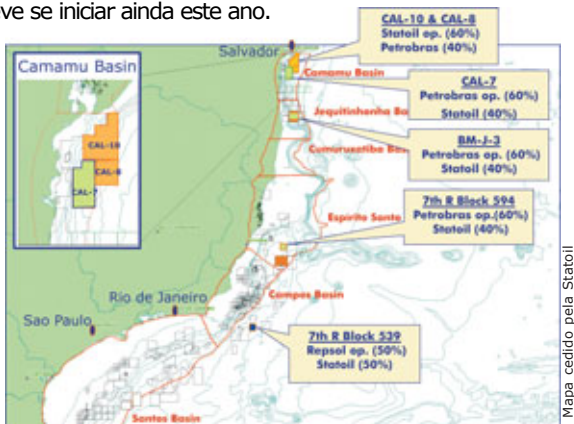 ve se iniciar ainda este ano.
CAL-10 & CAL-8
Statoil op. (60%)
Petrobras (40%)
Salvador
Camamu Basin
Camamu Basin
CAL-10
CAL-8
CAL-7
CAL-7
Petrobras op. (60%)
Statoil (40%)
Jequitinhonha Ba
BM-J-3
Petrobras op. (60%)
Statoil (40%)
Cumuruxatiba Bas
7th R Block 594
Petrobras op.(60%)
Statoil (40%)
Espirito Santo
Campos Basin
Rio de Janeiro
Sao Paulo
7th R Block 539
Repsol op. (50%)
Statoil (50%)
Santos Basin
Mapa cedido pela Statoil